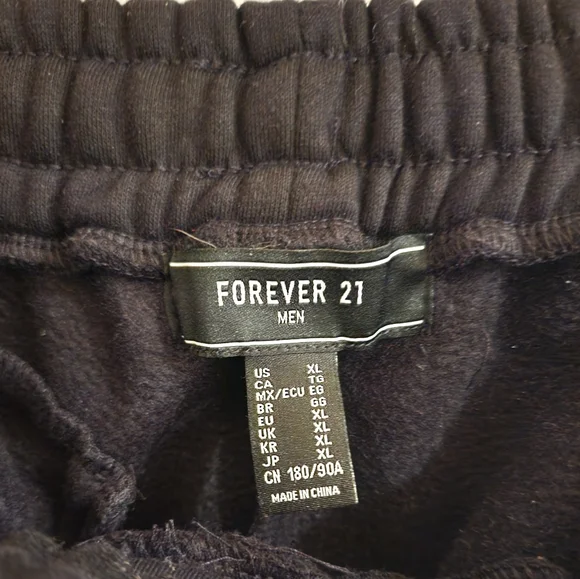 FOREVER 21
MEN
US XL
CA TG
MX/ECU EG
BR GG
EU XL
UK XL
KR XL
JP XL
CN 180/90A
MADE IN CHINA